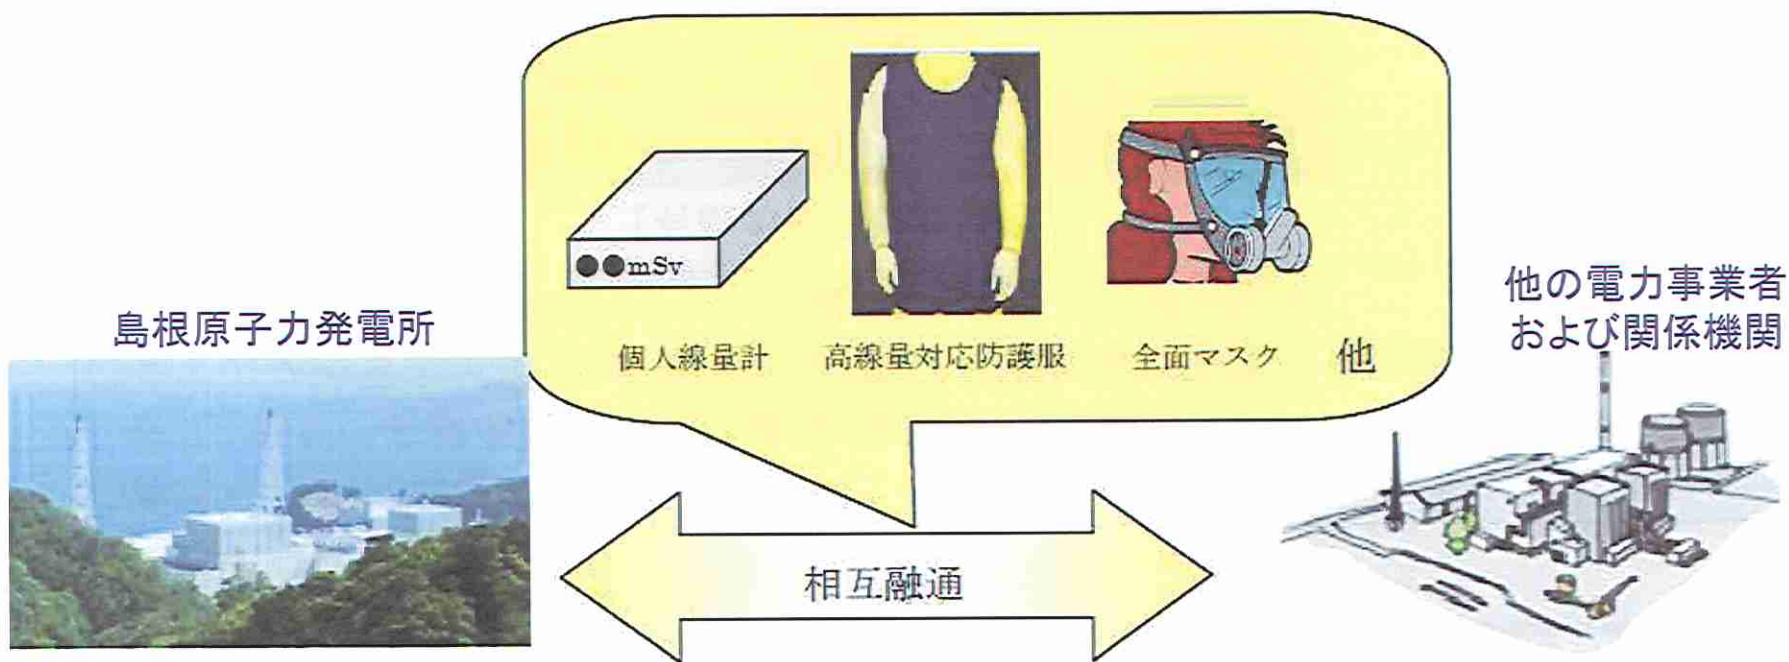 島根原子力発電所
●●mSv
個人線量計
高線量対応防護服
全面マスク
他
他の電力事業者
および関係機関
相互融通